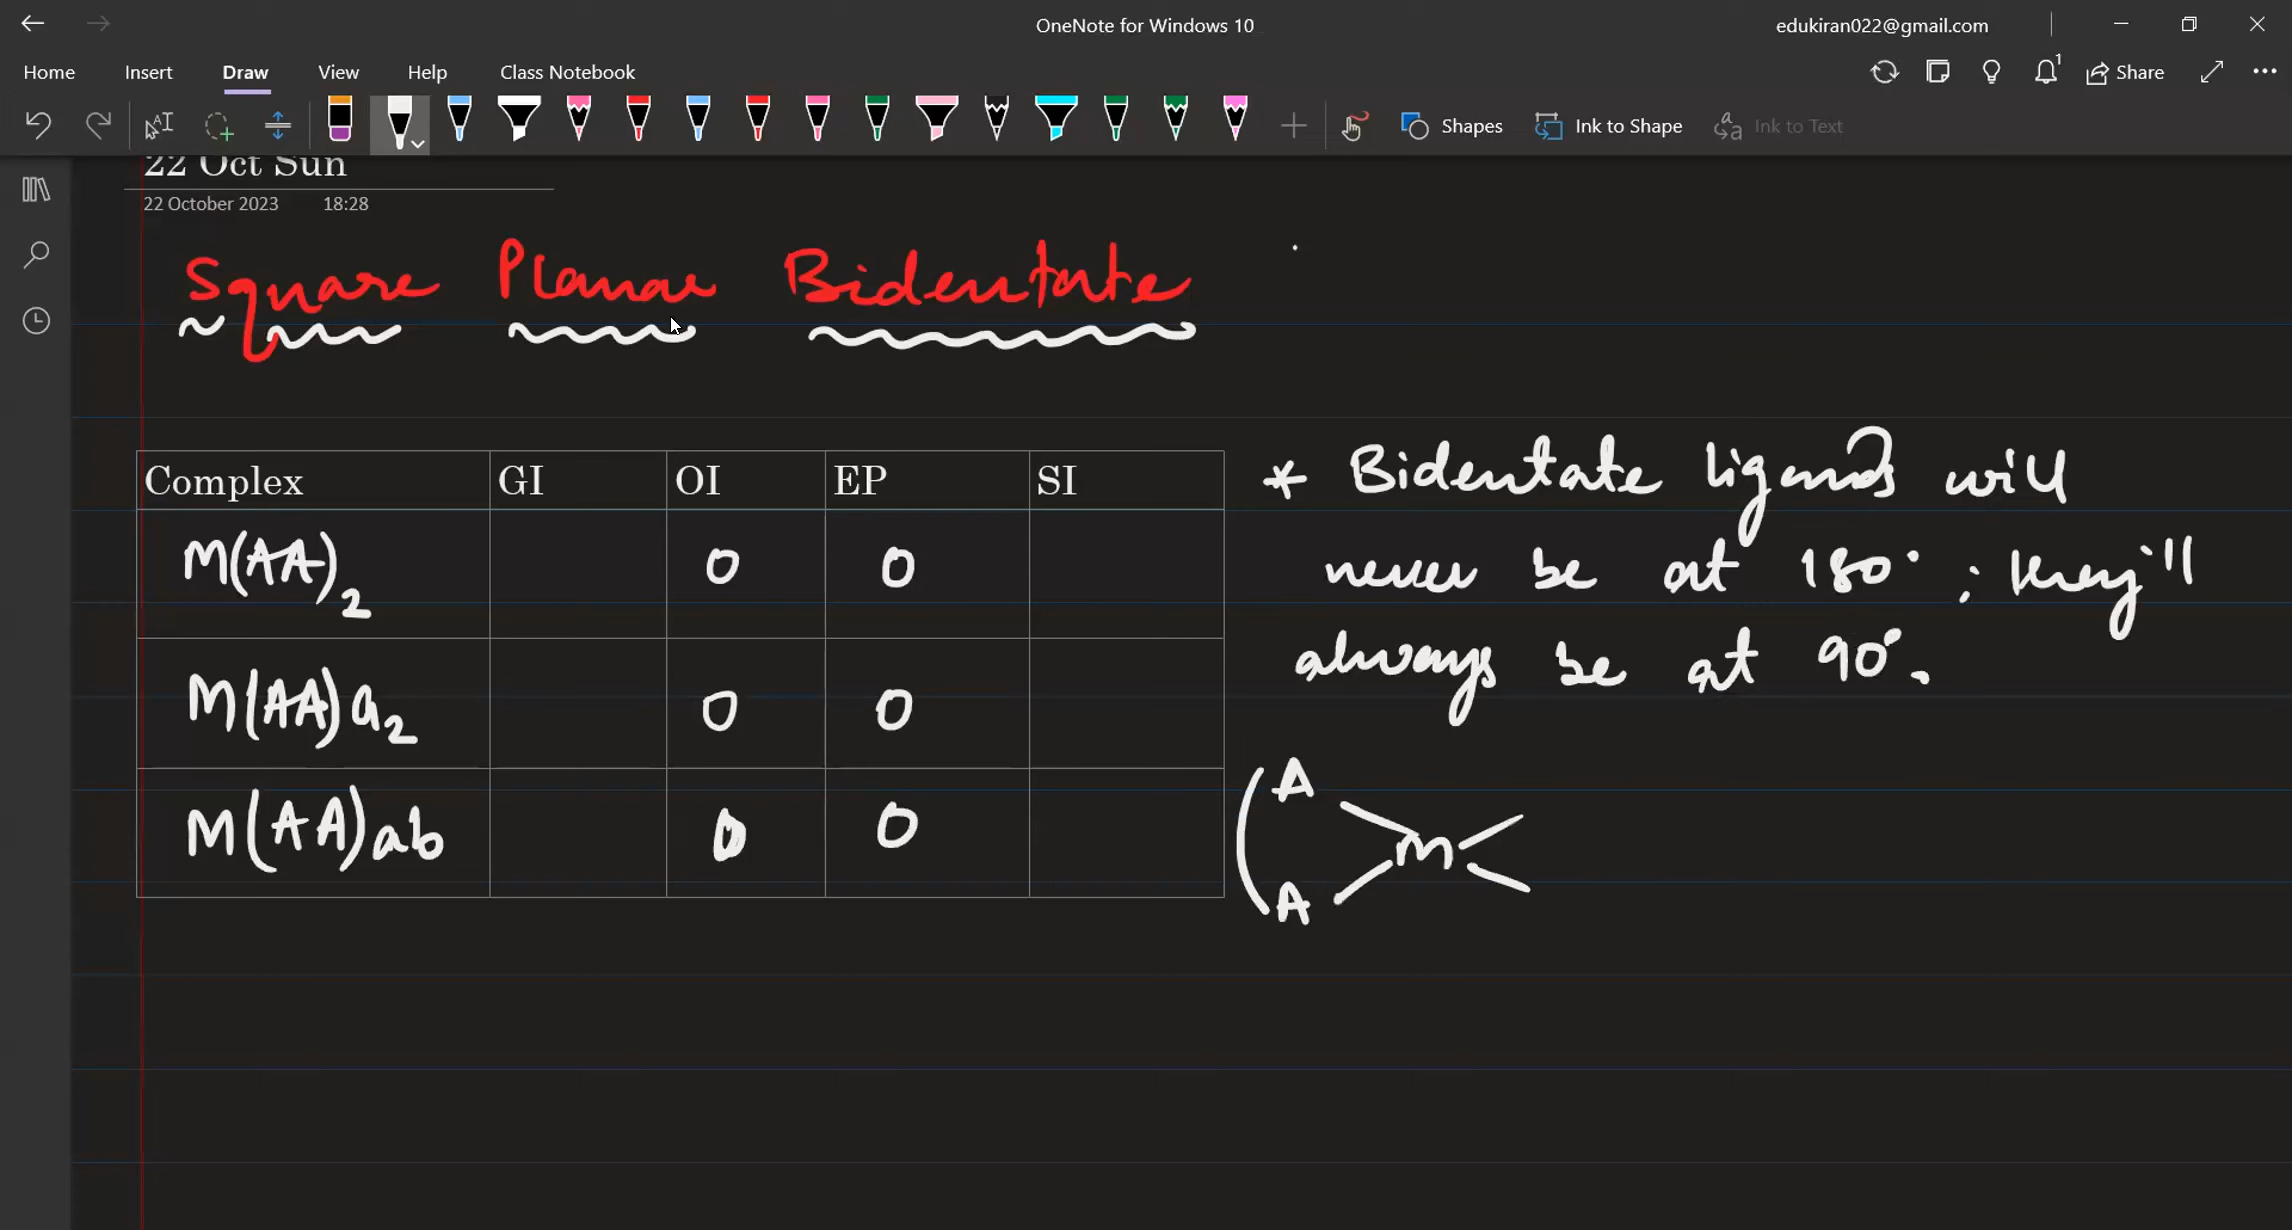 OneNote for Windows 10
edukiran022@gmail.com
Home Insert Draw View Help Class Notebook
Share
Shapes Ink to Shape Ink to Text
22 Oct Sun
22 October 2023 18:28
Square Planar Bidentate
Complex GI OI EP SI
M(AA)₂ 0 0
M(AA)a₂ 0 0
M(AA)ab 0 0
* Bidentate ligands will
never be at 180° ; they'll
always be at 90°.
A
M
A